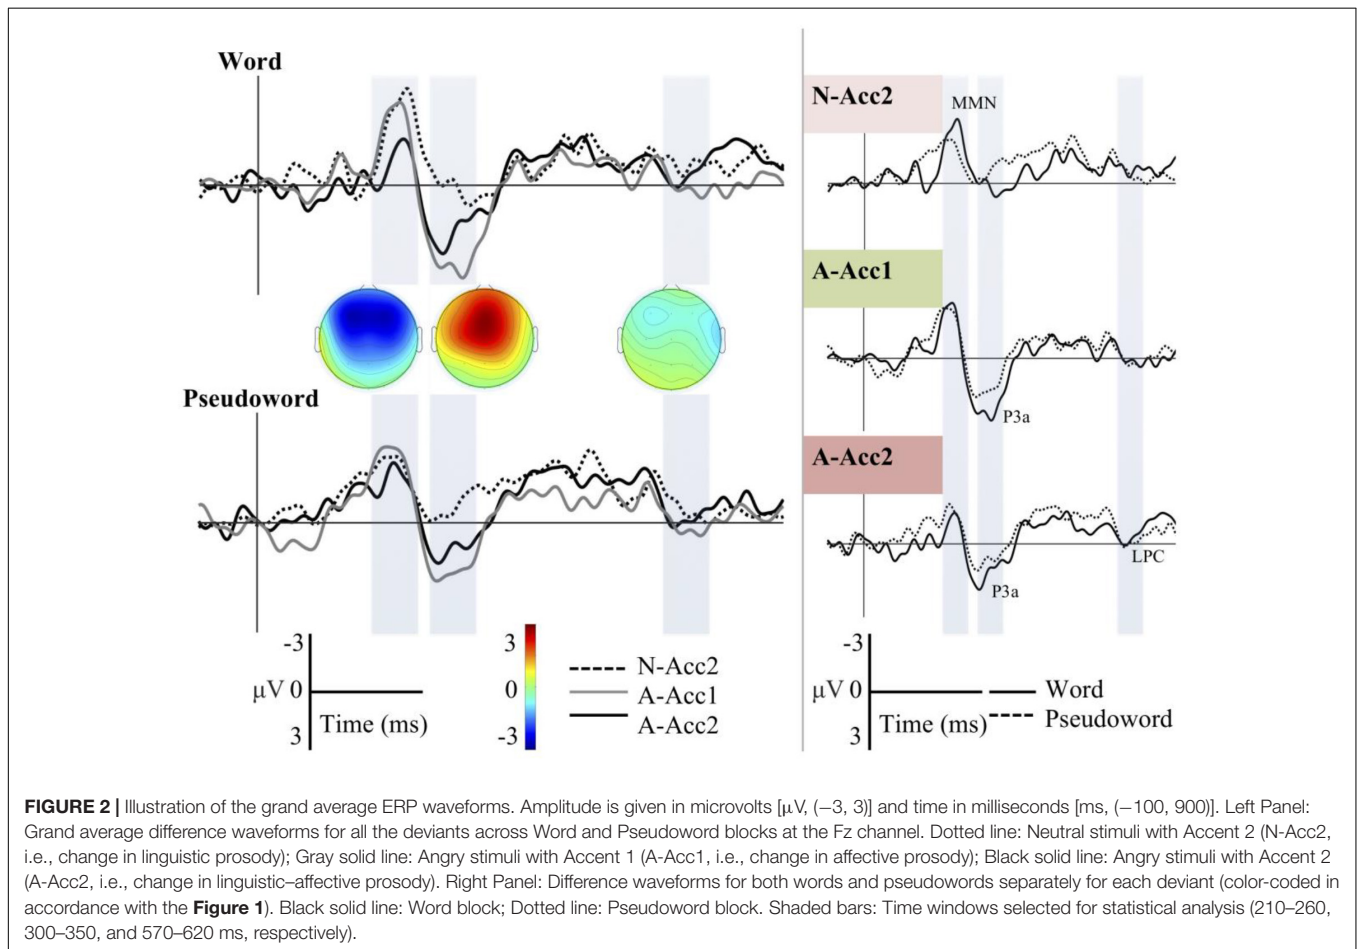 Word
N-Acc2
MMN
A-Acc1
P3a
Pseudoword
A-Acc2
LPC
P3a
-3
μV 0
3
Time (ms)
3
0
-3
N-Acc2
A-Acc1
A-Acc2
-3
μV 0
3
Time (ms)
Word
Pseudoword
FIGURE 2 | Illustration of the grand average ERP waveforms. Amplitude is given in microvolts [μV, (−3, 3)] and time in milliseconds [ms, (−100, 900)]. Left Panel:
Grand average difference waveforms for all the deviants across Word and Pseudoword blocks at the Fz channel. Dotted line: Neutral stimuli with Accent 2 (N-Acc2,
i.e., change in linguistic prosody); Gray solid line: Angry stimuli with Accent 1 (A-Acc1, i.e., change in affective prosody); Black solid line: Angry stimuli with Accent 2
(A-Acc2, i.e., change in linguistic–affective prosody). Right Panel: Difference waveforms for both words and pseudowords separately for each deviant (color-coded in
accordance with the Figure 1). Black solid line: Word block; Dotted line: Pseudoword block. Shaded bars: Time windows selected for statistical analysis (210–260,
300–350, and 570–620 ms, respectively).